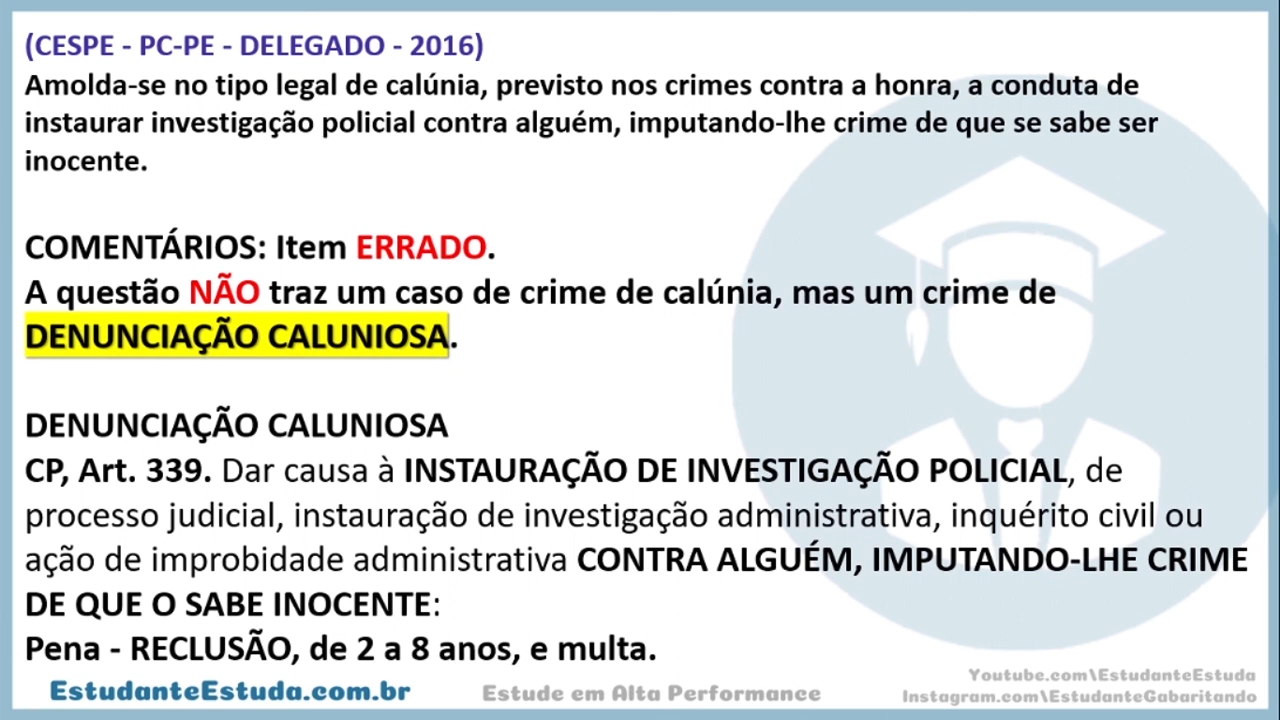 (CESPE - PC-PE - DELEGADO - 2016)
Amolda-se no tipo legal de calúnia, previsto nos crimes contra a honra, a conduta de
instaurar investigação policial contra alguém, imputando-lhe crime de que se sabe ser
inocente.
COMENTÁRIOS: Item ERRADO.
A questão NÃO traz um caso de crime de calúnia, mas um crime de
DENUNCIAÇÃO CALUNIOSA.
DENUNCIAÇÃO CALUNIOSA
CP, Art. 339. Dar causa à INSTAURAÇÃO DE INVESTIGAÇÃO POLICIAL, de
processo judicial, instauração de investigação administrativa, inquérito civil ou
ação de improbidade administrativa CONTRA ALGUÉM, IMPUTANDO-LHE CRIME
DE QUE O SABE INOCENTE:
Pena - RECLUSÃO, de 2 a 8 anos, e multa.
EstudanteEstuda.com.br
Estude em Alta Performance
Youtube.com\EstudanteEstuda
Instagram.com\EstudanteGabaritando